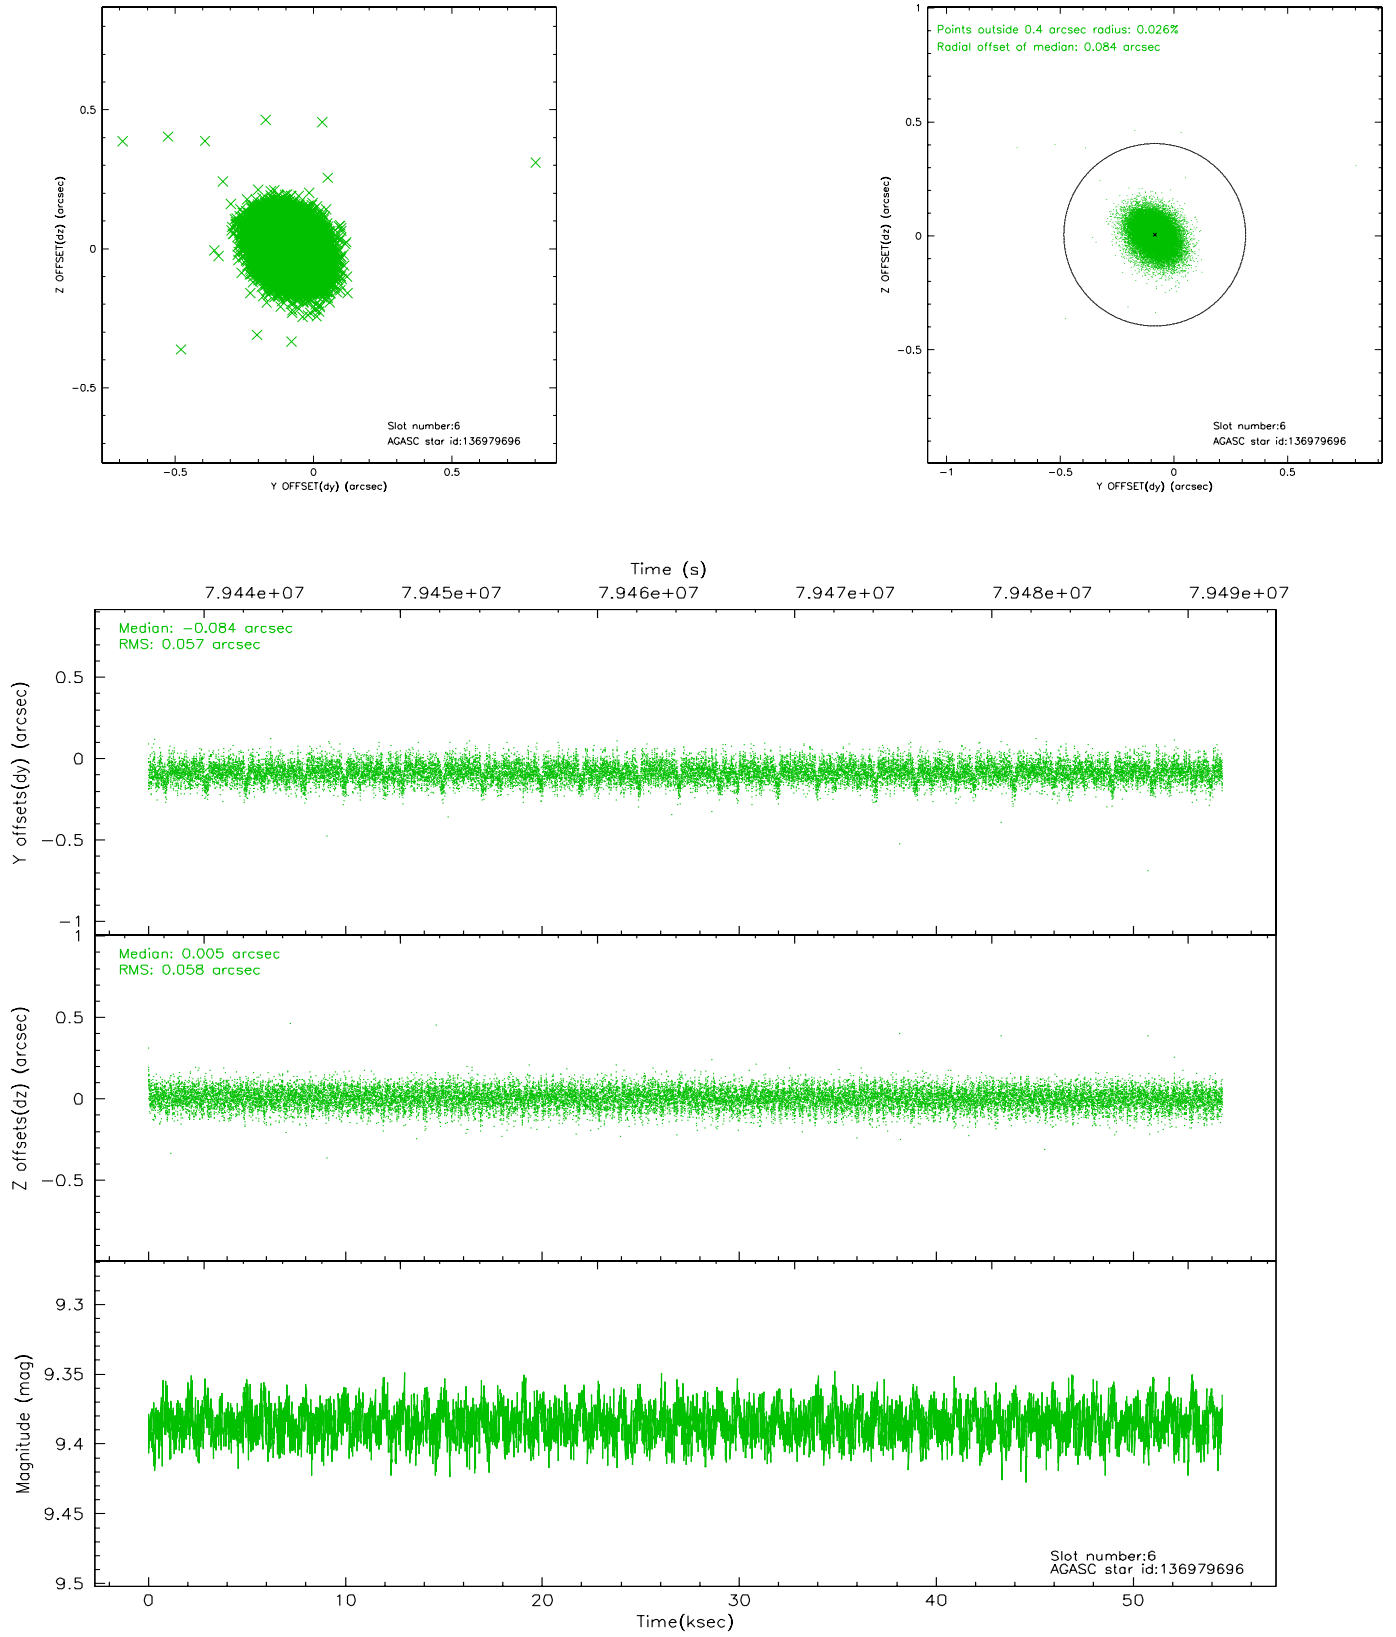 0.5
0
−0.5
Z OFFSET(dz) (arcsec)
Slot number:6
AGASC star id:136979696
−0.5
0
0.5
Y OFFSET(dy) (arcsec)
Points outside 0.4 arcsec radius: 0.026%
Radial offset of median: 0.084 arcsec
1
0.5
0
−0.5
Z OFFSET(dz) (arcsec)
Slot number:6
AGASC star id:136979696
−1
−0.5
0
0.5
Y OFFSET(dy) (arcsec)
Time (s)
7.944e+07
7.945e+07
7.946e+07
7.947e+07
7.948e+07
7.949e+07
Median: −0.084 arcsec
RMS: 0.057 arcsec
0.5
0
−0.5
−1
Y offsets(dy) (arcsec)
Median: 0.005 arcsec
RMS: 0.058 arcsec
1
0.5
0
−0.5
Z offsets(dz) (arcsec)
9.3
9.35
9.4
9.45
9.5
Magnitude (mag)
Slot number:6
AGASC star id:136979696
0
10
20
30
40
50
Time(ksec)